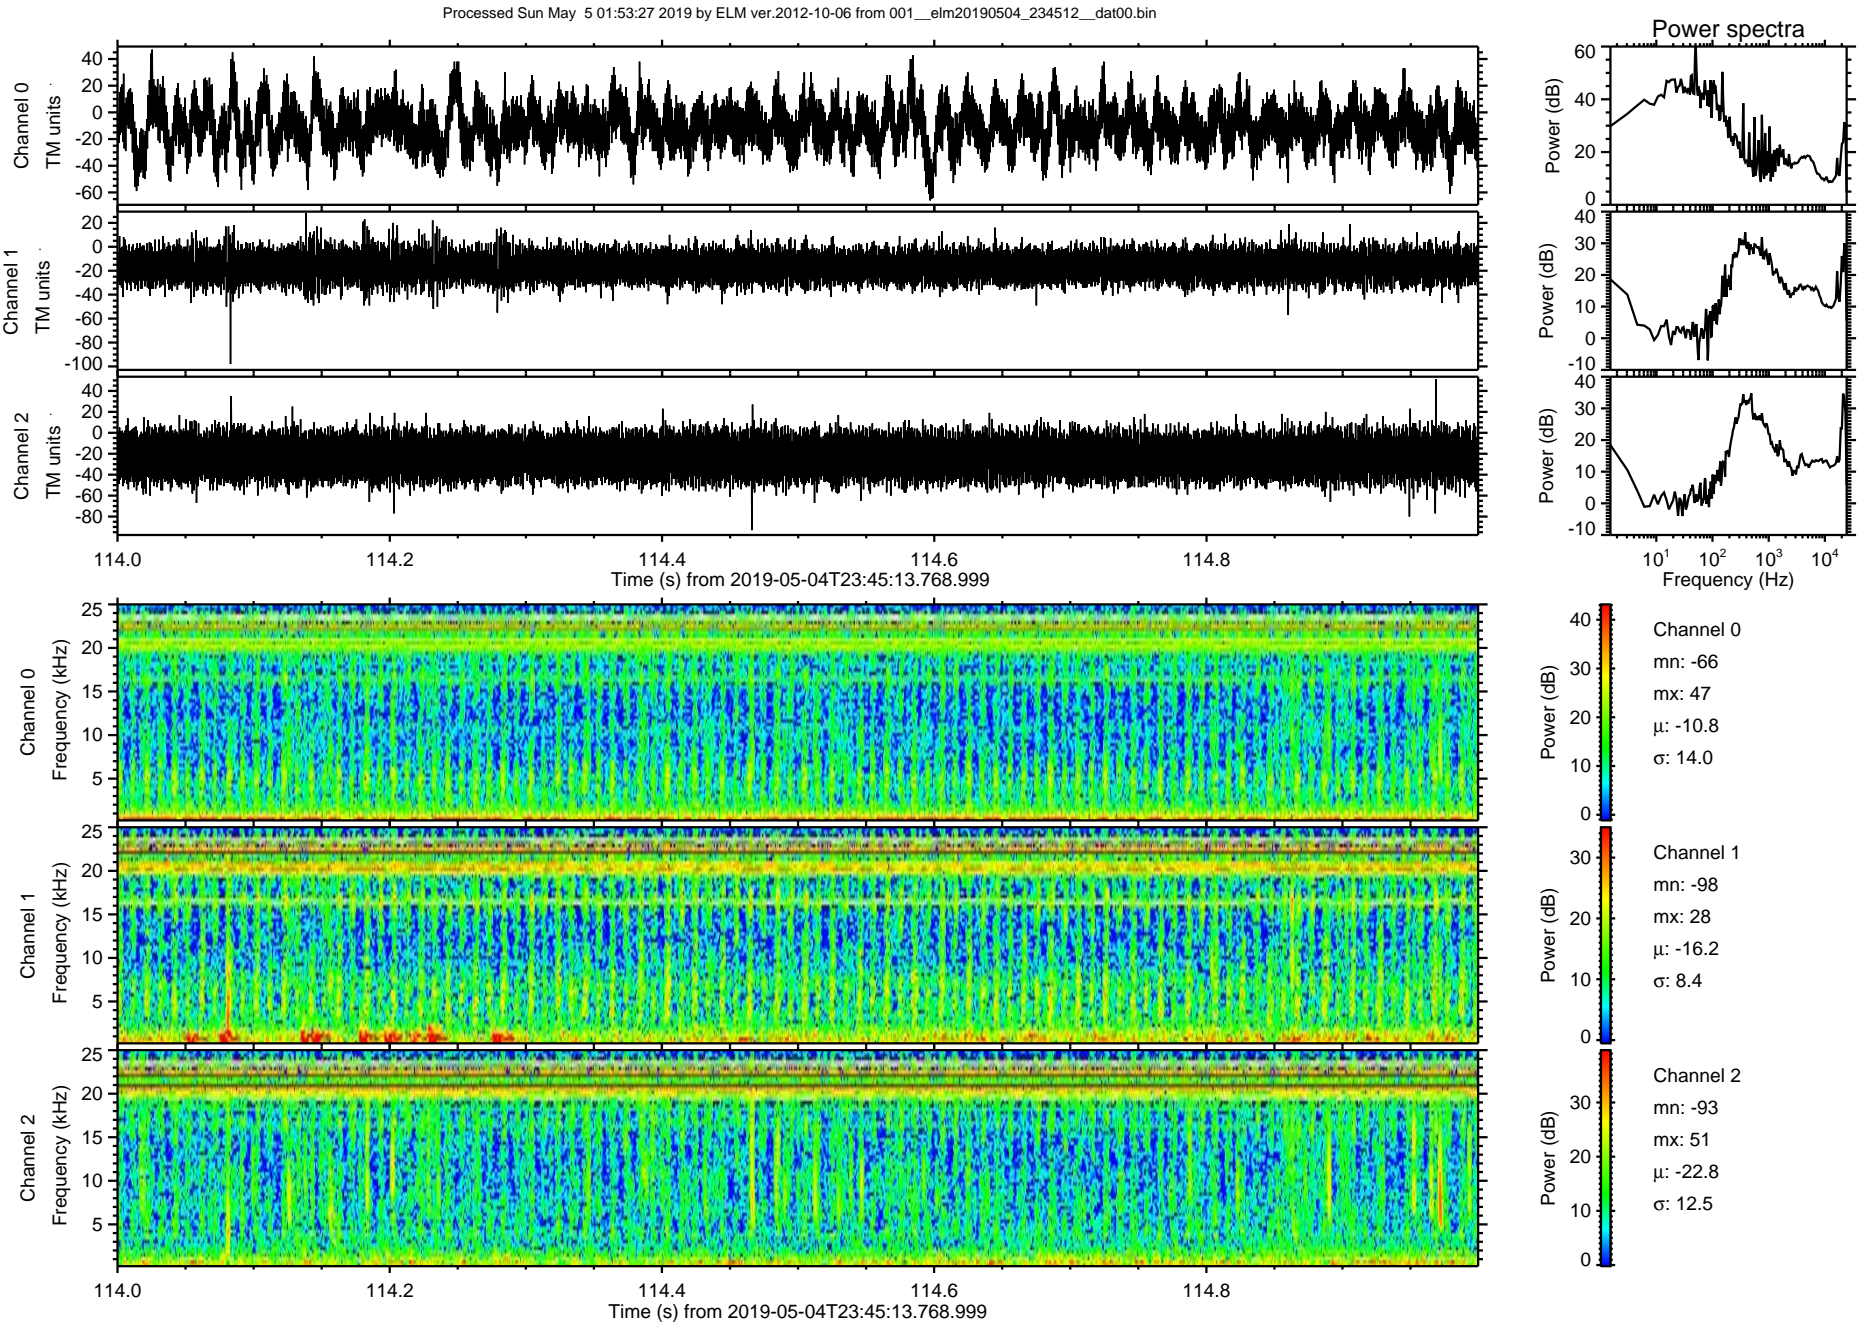 Processed Sun May  5 01:53:27 2019 by ELM ver.2012-10-06 from 001__elm20190504_234512__dat00.bin
Power spectra
Channel 0
TM units
40
20
0
-20
-40
-60
Power (dB)
60
40
20
0
Channel 1
TM units
20
0
-20
-40
-60
-80
-100
Power (dB)
40
30
20
10
0
-10
Channel 2
TM units
40
20
0
-20
-40
-60
-80
Power (dB)
40
30
20
10
0
-10
114.0 114.2 114.4 114.6 114.8
Time (s) from 2019-05-04T23:45:13.768.999
10^1 10^2 10^3 10^4
Frequency (Hz)
Channel 0
Frequency (kHz)
25
20
15
10
5
Power (dB)
40
30
20
10
0
Channel 0
mn: -66
mx: 47
μ: -10.8
σ: 14.0
Channel 1
Frequency (kHz)
25
20
15
10
5
Power (dB)
30
20
10
0
Channel 1
mn: -98
mx: 28
μ: -16.2
σ: 8.4
Channel 2
Frequency (kHz)
25
20
15
10
5
Power (dB)
30
20
10
0
Channel 2
mn: -93
mx: 51
μ: -22.8
σ: 12.5
114.0 114.2 114.4 114.6 114.8
Time (s) from 2019-05-04T23:45:13.768.999